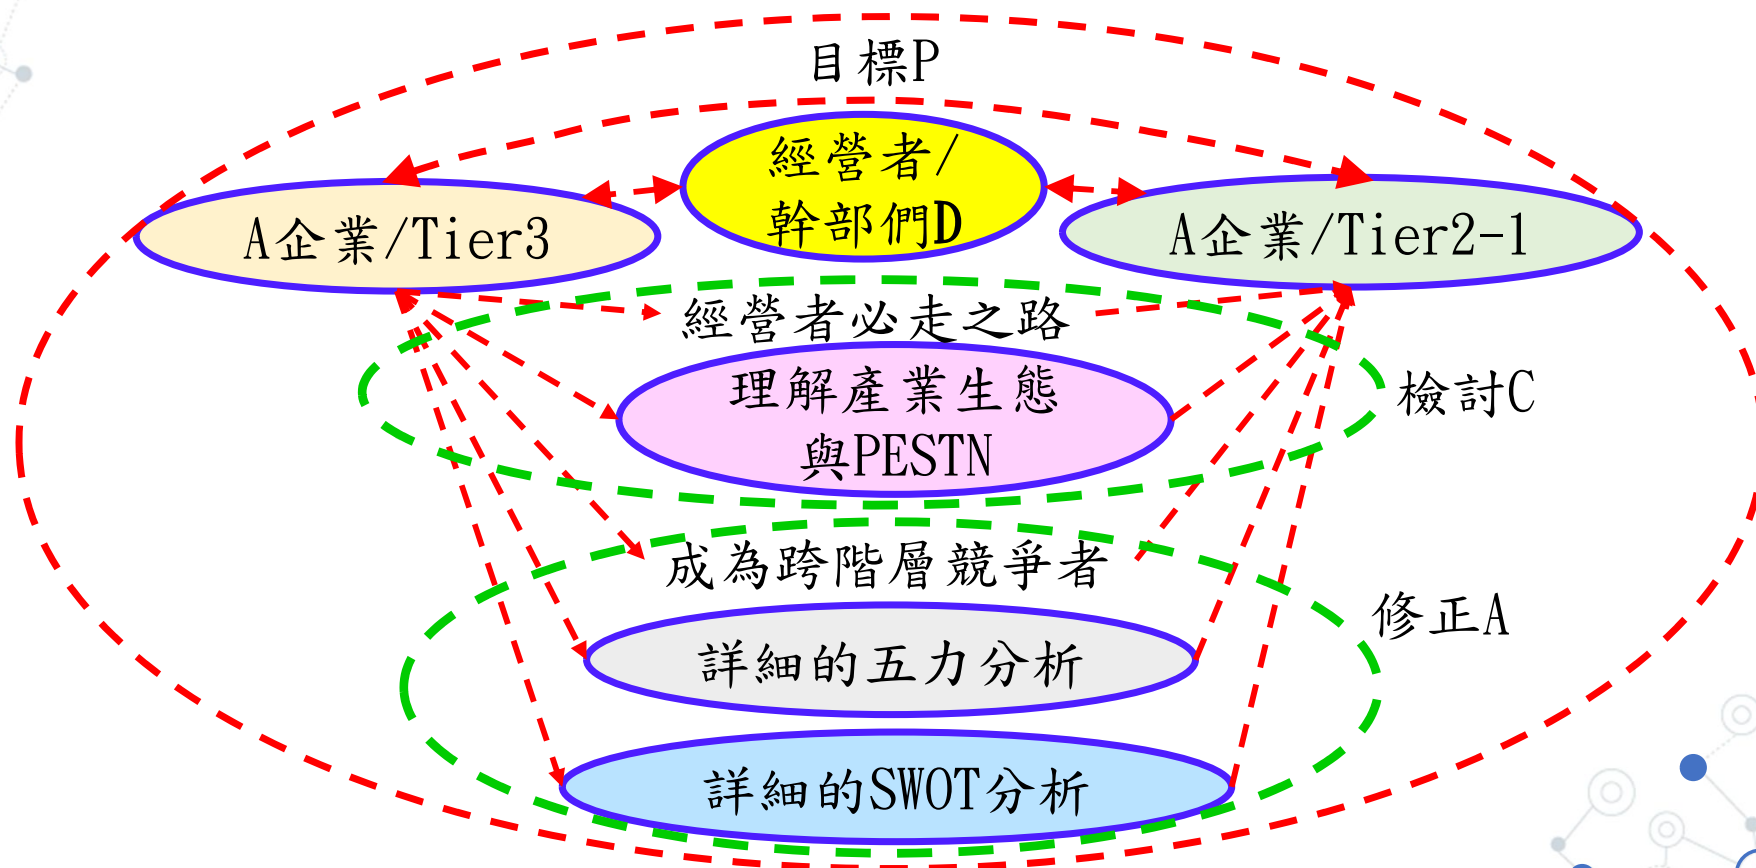 目標P
經營者/
幹部們D
A企業/Tier3
A企業/Tier2-1
經營者必走之路
理解產業生態
與PESTN
檢討C
成為跨階層競爭者
修正A
詳細的五力分析
詳細的SWOT分析